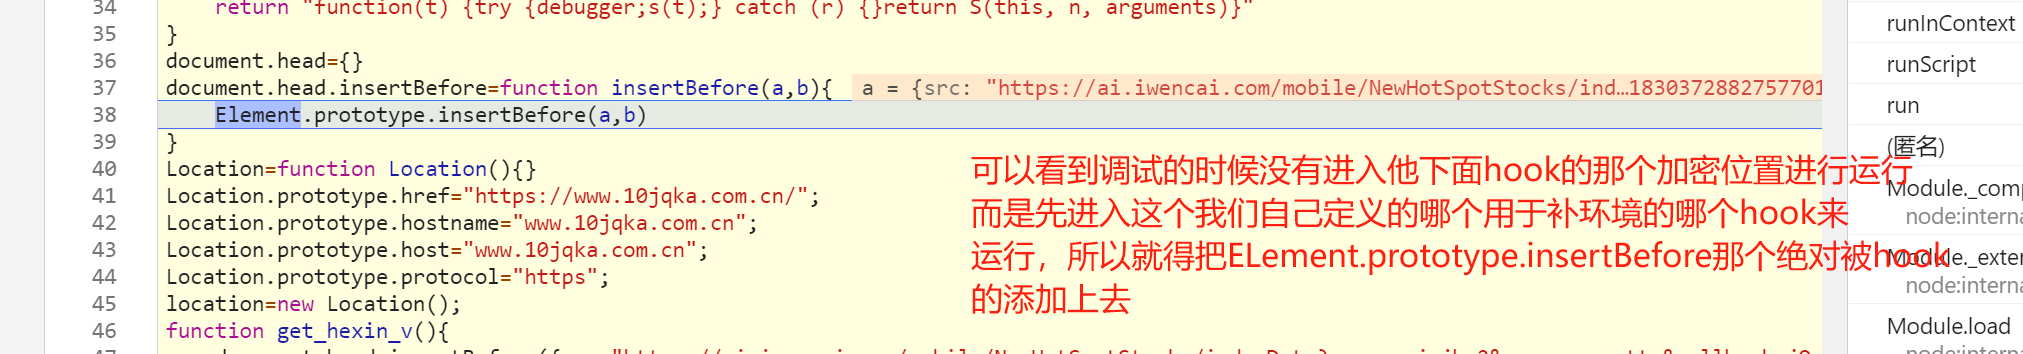 34 return "function(t) {try {debugger;s(t);} catch (r) {}return S(this, n, arguments)}"
35 }
36 document.head={}
37 document.head.insertBefore=function insertBefore(a,b){ a = {src: "https://ai.iwencai.com/mobile/NewHotSpotStocks/ind…1830372882757701
38 Element.prototype.insertBefore(a,b)
39 }
40 Location=function Location(){}
41 Location.prototype.href="https://www.10jqka.com.cn/";
42 Location.prototype.hostname="www.10jqka.com.cn";
43 Location.prototype.host="www.10jqka.com.cn";
44 Location.prototype.protocol="https";
45 location=new Location();
46 function get_hexin_v(){
可以看到调试的时候没有进入他下面hook的那个加密位置进行运行
而是先进入这个我们自己定义的哪个用于补环境的哪个hook来
运行，所以就得把ELement.prototype.insertBefore那个绝对被hook
的添加上去
runInContext
runScript
run
(匿名)
Module._comp
node:interna
Module._exten
node:interna
Module.load